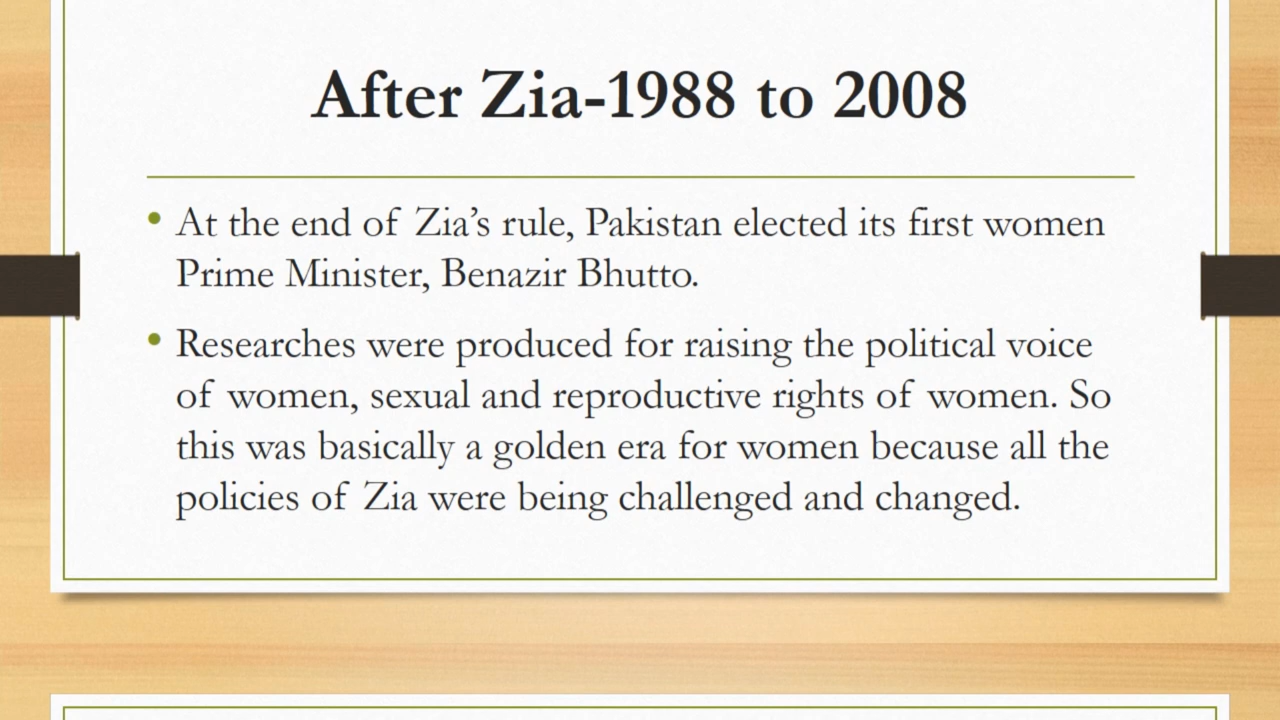 After Zia-1988 to 2008
• At the end of Zia’s rule, Pakistan elected its first women
Prime Minister, Benazir Bhutto.
• Researches were produced for raising the political voice
of women, sexual and reproductive rights of women. So
this was basically a golden era for women because all the
policies of Zia were being challenged and changed.